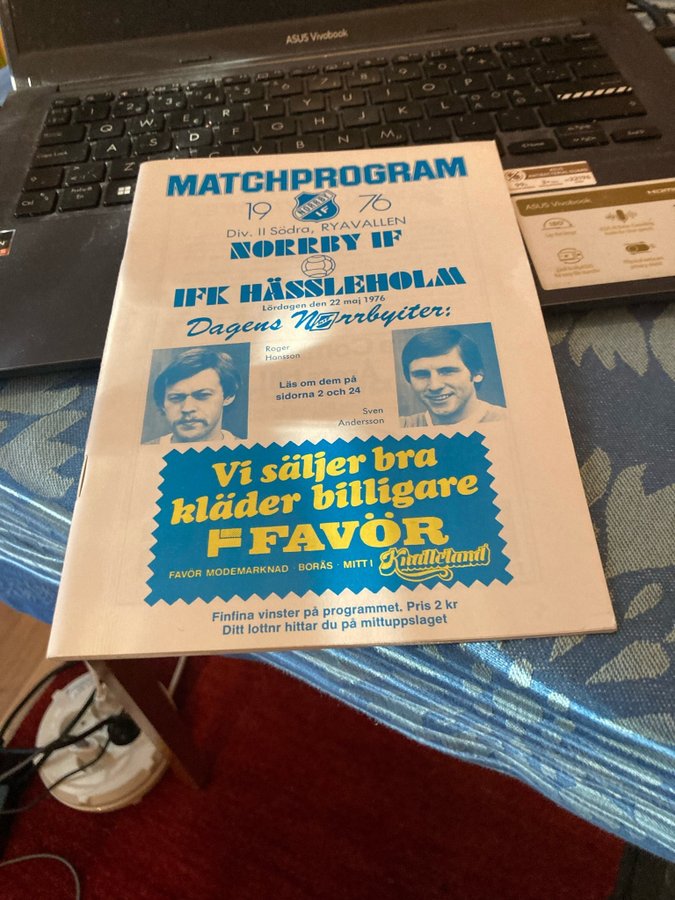 ASUS Vivobook
MATCHPROGRAM
19 76
NORRBY
IF
Div. II Södra, RYAVALLEN
NORRBY IF
IFK HÄSSLEHOLM
Lördagen den 22 maj 1976
Dagens Norrbyiter:
Roger
Hansson
Läs om dem på
sidorna 2 och 24
Sven
Andersson
Vi säljer bra
kläder billigare
FAVÖR
FAVÖR MODEMARKNAD · BORÅS · MITT I Knalleland
Finfina vinster på programmet. Pris 2 kr
Ditt lottnr hittar du på mittuppslaget
ASUS Vivobook